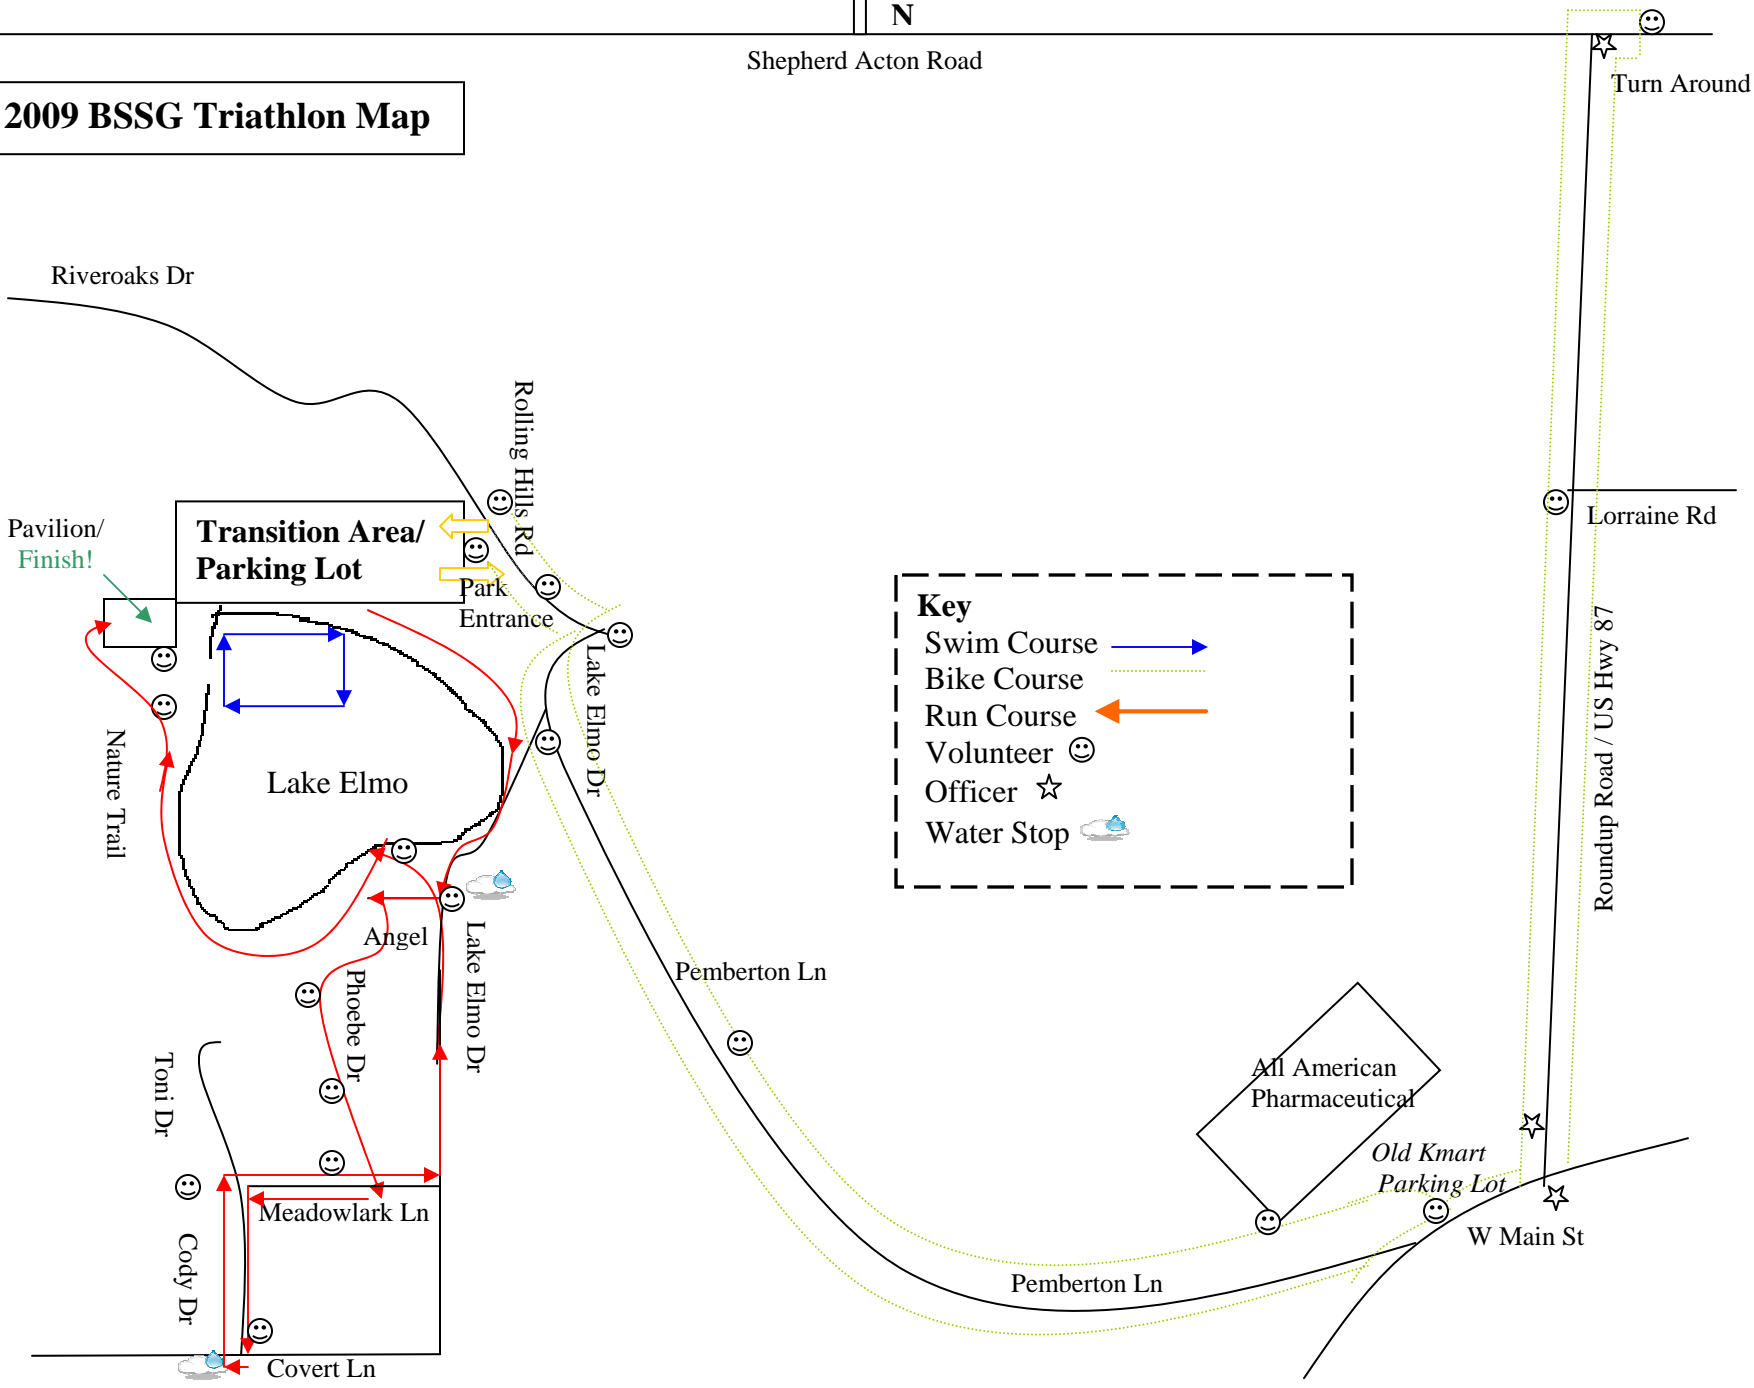 N
Shepherd Acton Road
Turn Around
2009 BSSG Triathlon Map
Riveroaks Dr
Rolling Hills Rd
Pavilion/
Finish!
Transition Area/
Parking Lot
Park
Entrance
Lorraine Rd
Key
Swim Course
Bike Course
Run Course
Volunteer
Officer
Water Stop
Lake Elmo Dr
Roundup Road / US Hwy 87
Nature Trail
Lake Elmo
Angel
Lake Elmo Dr
Pemberton Ln
Phoebe Dr
Toni Dr
All American
Pharmaceutical
Old Kmart
Parking Lot
Meadowlark Ln
W Main St
Cody Dr
Pemberton Ln
Covert Ln